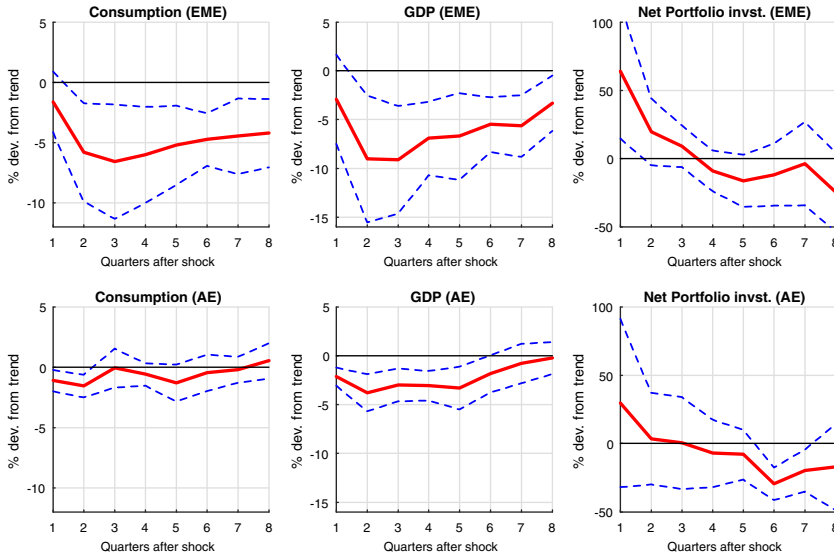 Consumption (EME)
GDP (EME)
Net Portfolio invst. (EME)
% dev. from trend
5
0
-5
-10
1 2 3 4 5 6 7 8
Quarters after shock
% dev. from trend
5
0
-5
-10
-15
1 2 3 4 5 6 7 8
Quarters after shock
% dev. from trend
100
50
0
-50
1 2 3 4 5 6 7 8
Quarters after shock
Consumption (AE)
GDP (AE)
Net Portfolio invst. (AE)
% dev. from trend
5
0
-5
-10
1 2 3 4 5 6 7 8
Quarters after shock
% dev. from trend
5
0
-5
-10
-15
1 2 3 4 5 6 7 8
Quarters after shock
% dev. from trend
100
50
0
-50
1 2 3 4 5 6 7 8
Quarters after shock